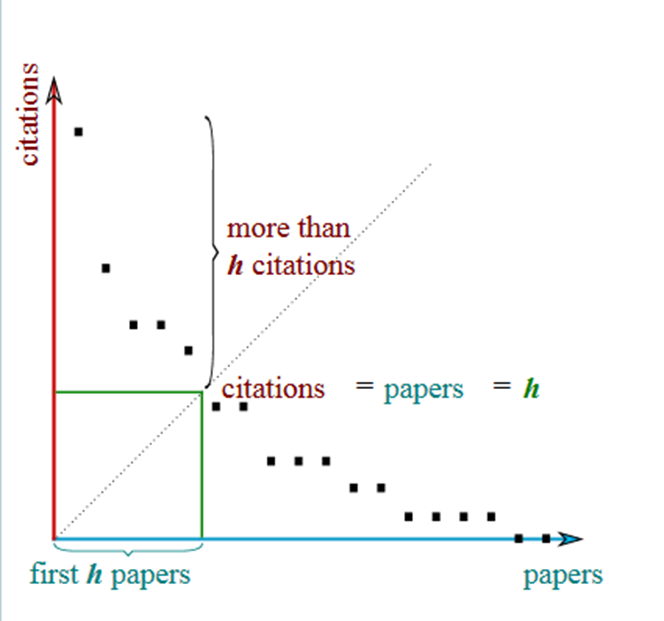 citations
more than
h citations
citations = papers = h
first h papers
papers